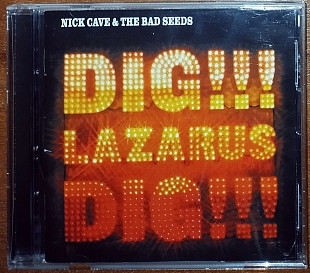 NICK CAVE & THE BAD SEEDS
DIG!!!
LAZARUS
DIG!!!